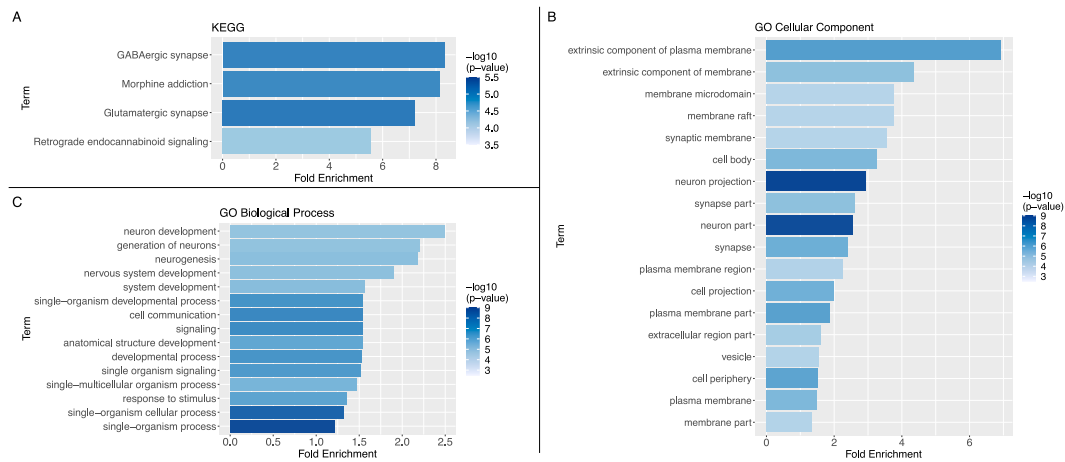 A
KEGG
Term
GABAergic synapse
Morphine addiction
Glutamatergic synapse
Retrograde endocannabinoid signaling
0 2 4 6 8
Fold Enrichment
−log10
(p−value)
5.5
5.0
4.5
4.0
3.5
B
GO Cellular Component
Term
extrinsic component of plasma membrane
extrinsic component of membrane
membrane microdomain
membrane raft
synaptic membrane
cell body
neuron projection
synapse part
neuron part
synapse
plasma membrane region
cell projection
plasma membrane part
extracellular region part
vesicle
cell periphery
plasma membrane
membrane part
0 2 4 6
Fold Enrichment
−log10
(p−value)
9
8
7
6
5
4
3
C
GO Biological Process
Term
neuron development
generation of neurons
neurogenesis
nervous system development
system development
single−organism developmental process
cell communication
signaling
anatomical structure development
developmental process
single organism signaling
single−multicellular organism process
response to stimulus
single−organism cellular process
single−organism process
0.0 0.5 1.0 1.5 2.0 2.5
Fold Enrichment
−log10
(p−value)
9
8
7
6
5
4
3